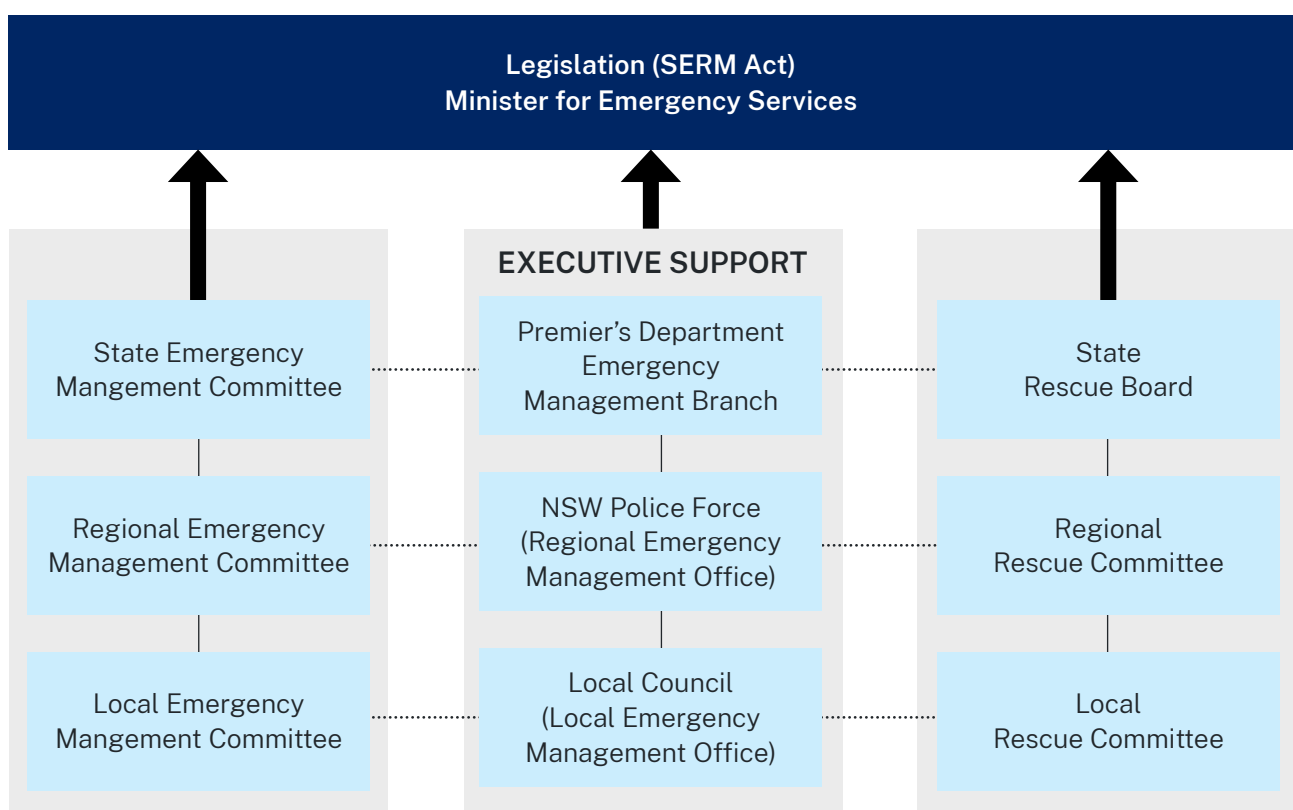 Legislation (SERM Act)
Minister for Emergency Services
EXECUTIVE SUPPORT
State Emergency
Mangement Committee
Premier’s Department
Emergency
Management Branch
State
Rescue Board
Regional Emergency
Management Committee
NSW Police Force
(Regional Emergency
Management Office)
Regional
Rescue Committee
Local Emergency
Mangement Committee
Local Council
(Local Emergency
Management Office)
Local
Rescue Committee